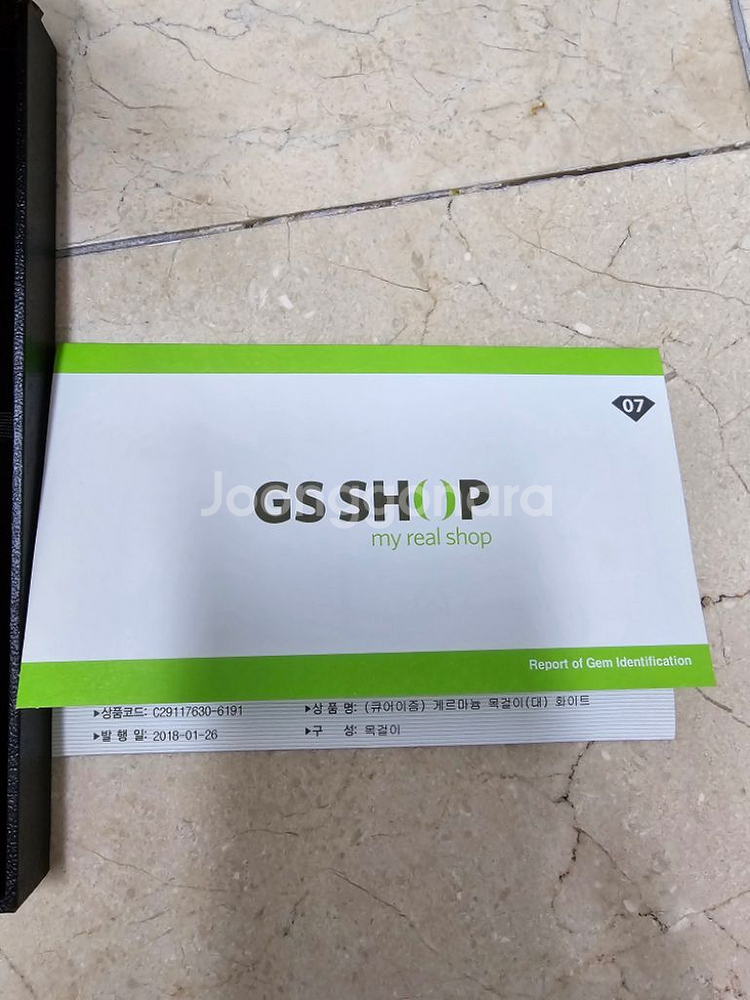 07
Joonggonara
GS SHOP
my real shop
Report of Gem Identification
▶상품코드: C29117630-6191 ▶상 품 명: (큐어이즘) 게르마늄 목걸이(대) 화이트
▶발 행 일: 2018-01-26 ▶구 성: 목걸이